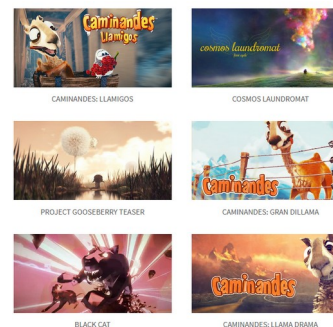 Caminandes
Llamigos
CAMINANDES: LLAMIGOS
cosmos laundromat
COSMOS LAUNDROMAT
PROJECT GOOSEBERRY TEASER
Caminandes
CAMINANDES: GRAN DILLAMA
BLACK CAT
Caminandes
CAMINANDES: LLAMA DRAMA